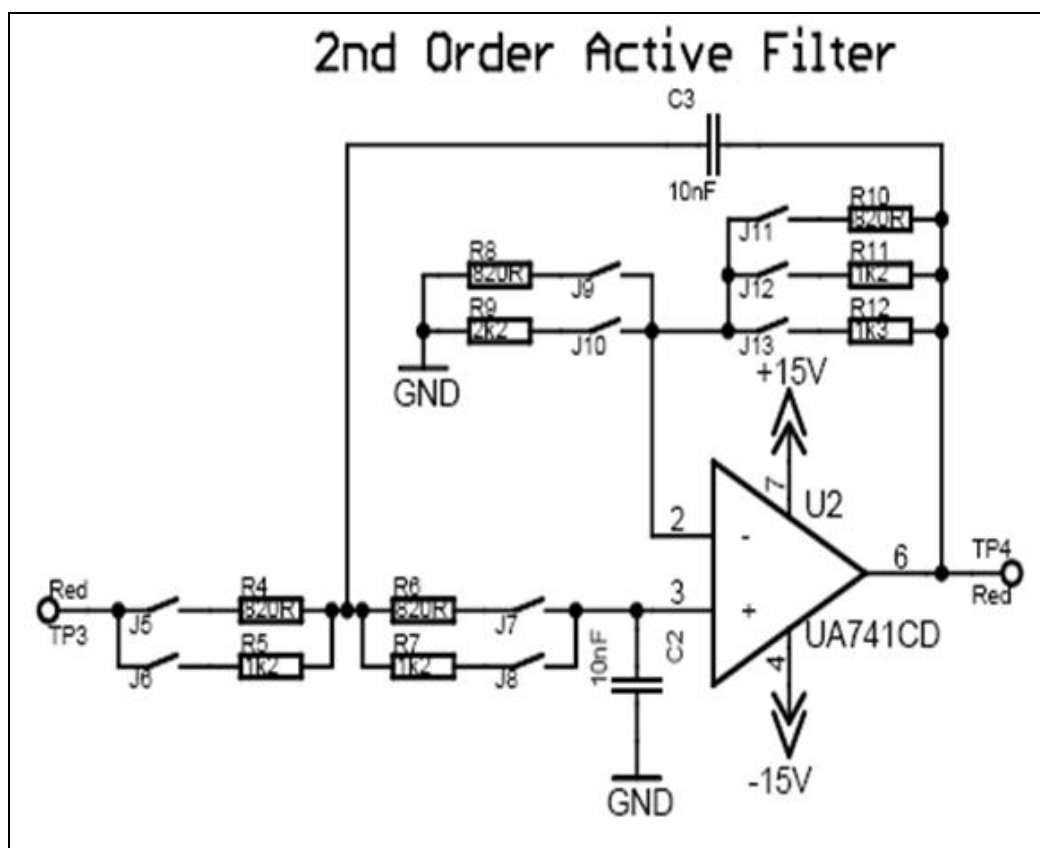 2nd Order Active Filter
C3
10nF
R10
820R
J11
R11
1k2
J12
R12
1k3
J13
R8
820R
J9
R9
2k2
J10
GND
+15V
7
U2
2
-
6
TP4
Red
3
+
UA741CD
4
-15V
Red
TP3
J5
R4
820R
J6
R5
1k2
R6
820R
J7
R7
1k2
J8
10nF
C2
GND